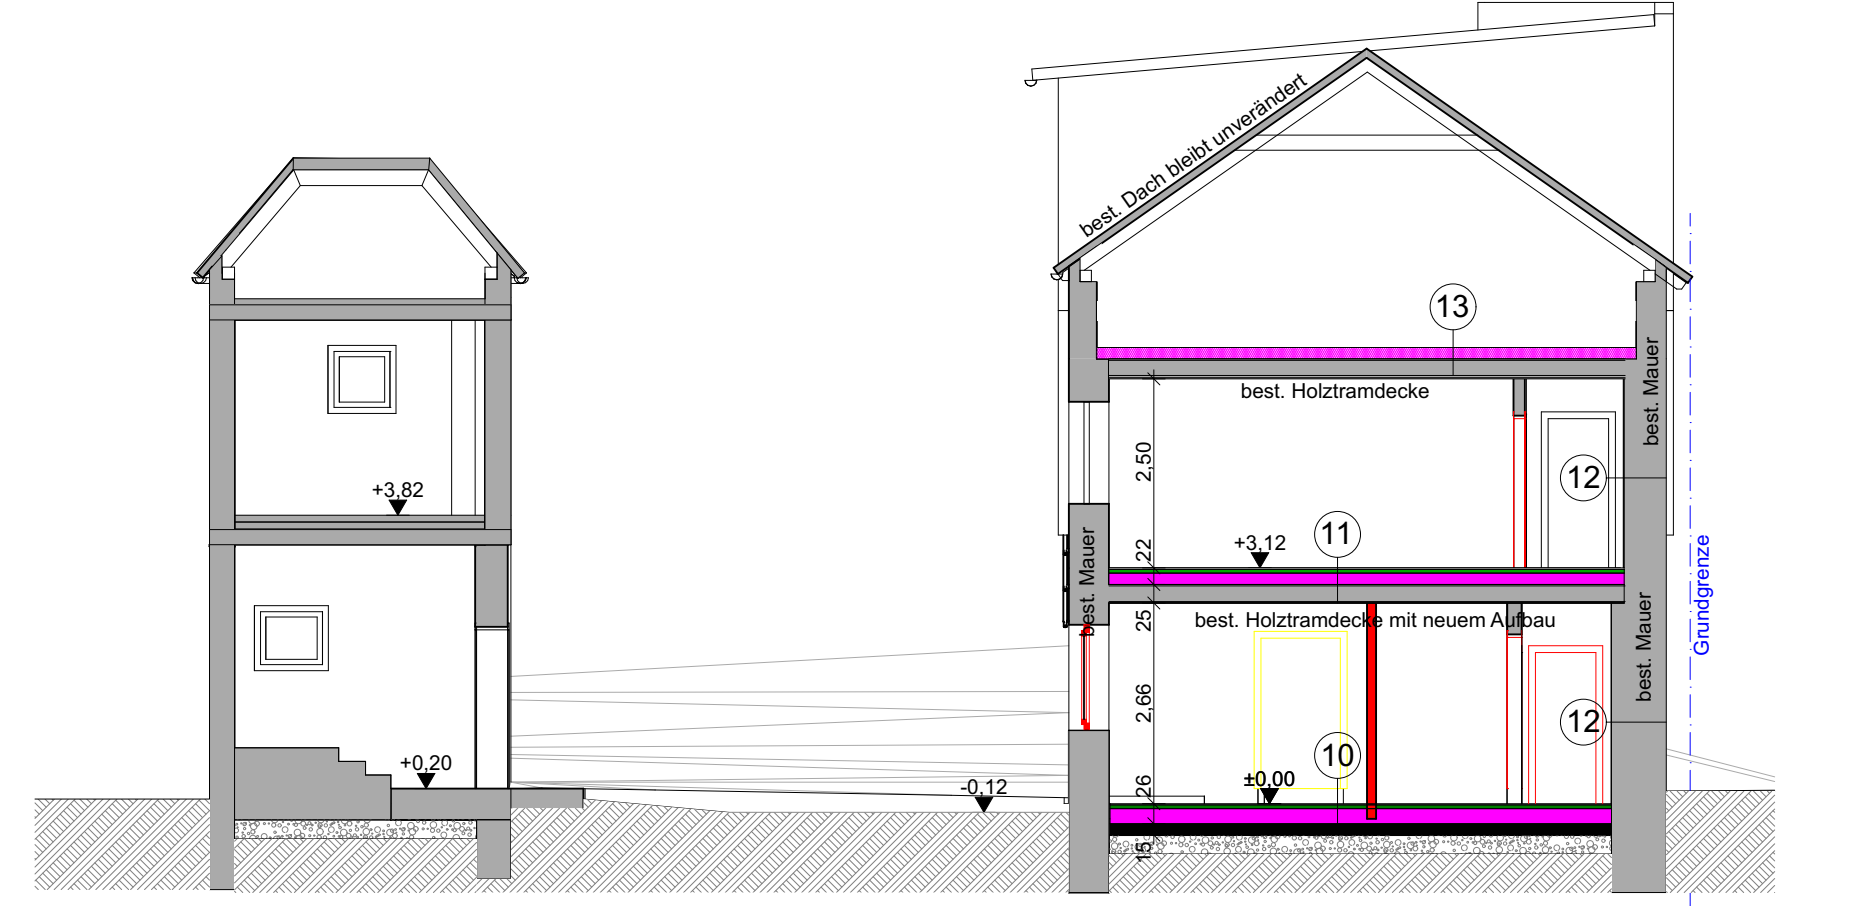 best. Dach bleibt unverändert
13
best. Holztramdecke
best. Mauer
2,50
12
+3,82
11
+3,12
22
best. Mauer
Grundgrenze
25
best. Holztramdecke mit neuem Aufbau
best. Mauer
2,66
12
10
+0,20
±0,00
-0,12
26
15